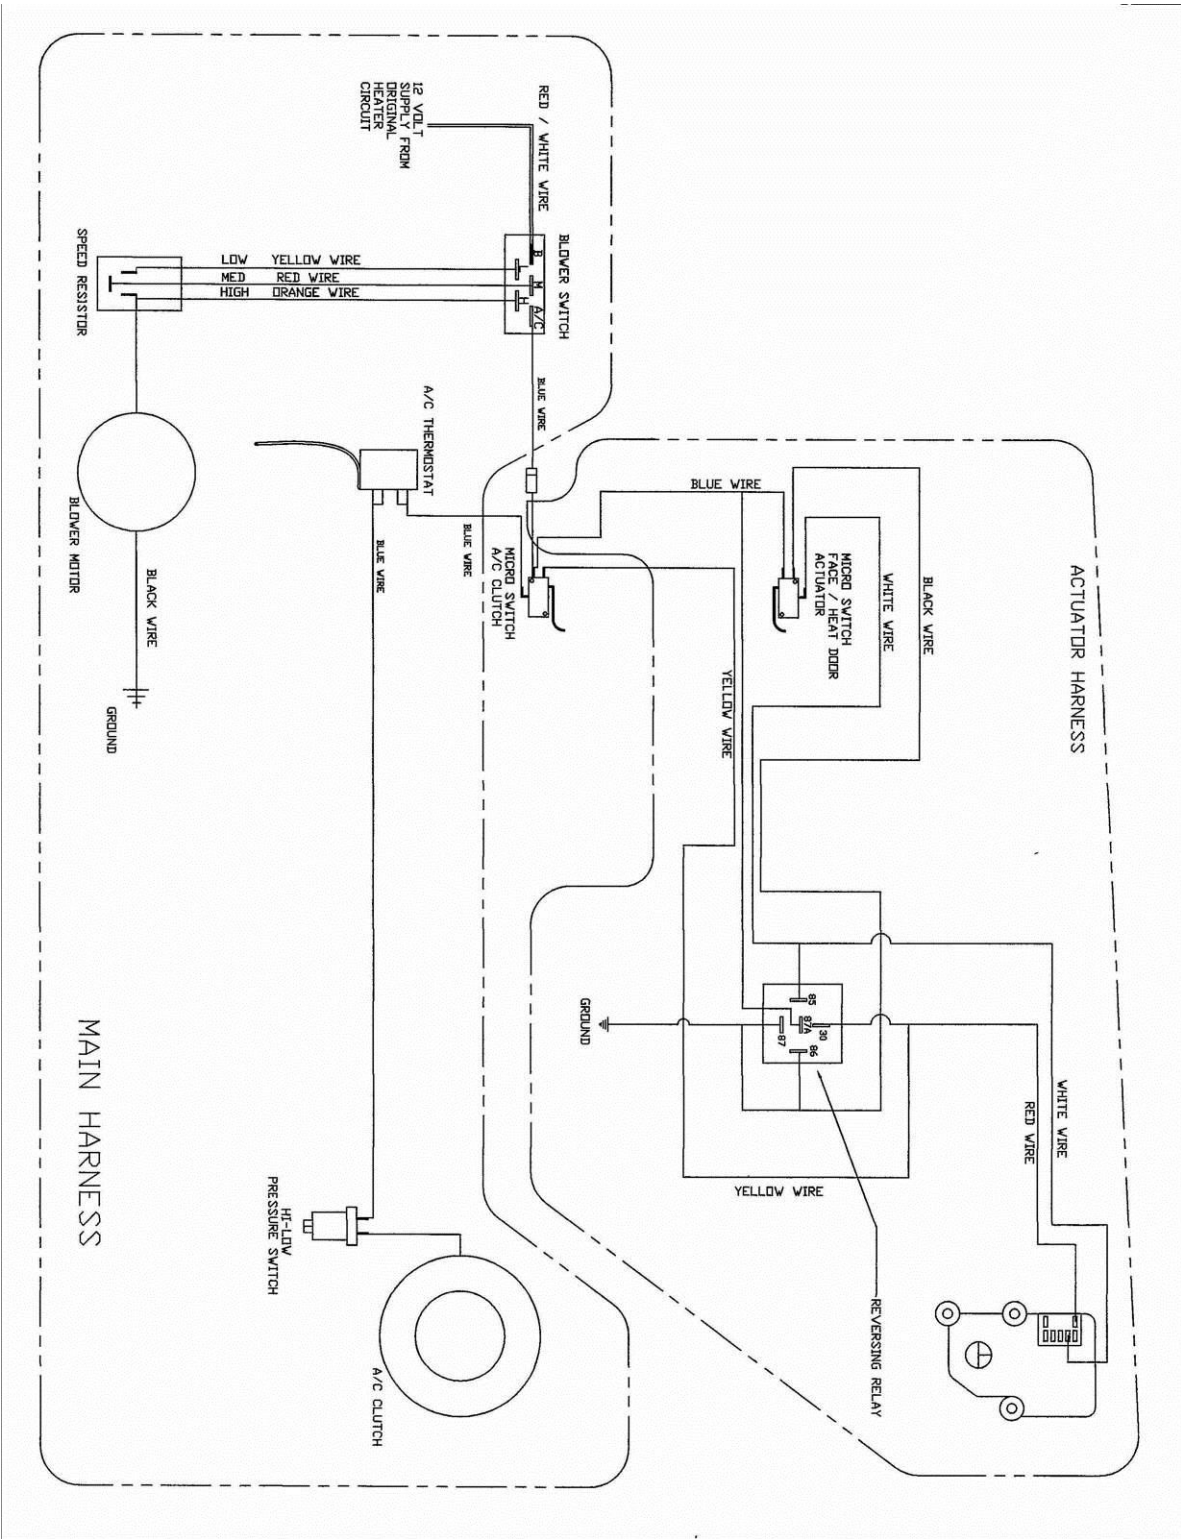 12 VOLT
SUPPLY FROM
ORIGINAL
HEATER
CIRCUIT
RED / WHITE WIRE
BLOWER SWITCH
B
L
M
H
A/C
LOW YELLOW WIRE
MED RED WIRE
HIGH ORANGE WIRE
SPEED RESISTOR
BLOWER MOTOR
BLACK WIRE
GROUND
A/C THERMOSTAT
BLUE WIRE
BLUE WIRE
BLUE WIRE
MICRO SWITCH
A/C CLUTCH
BLUE WIRE
MICRO SWITCH
FACE / HEAT DOOR
ACTUATOR
WHITE WIRE
BLACK WIRE
ACTUATOR HARNESS
YELLOW WIRE
GROUND
85
87A
30
87
86
YELLOW WIRE
WHITE WIRE
RED WIRE
REVERSING RELAY
MAIN HARNESS
HI-LOW
PRESSURE SWITCH
A/C CLUTCH